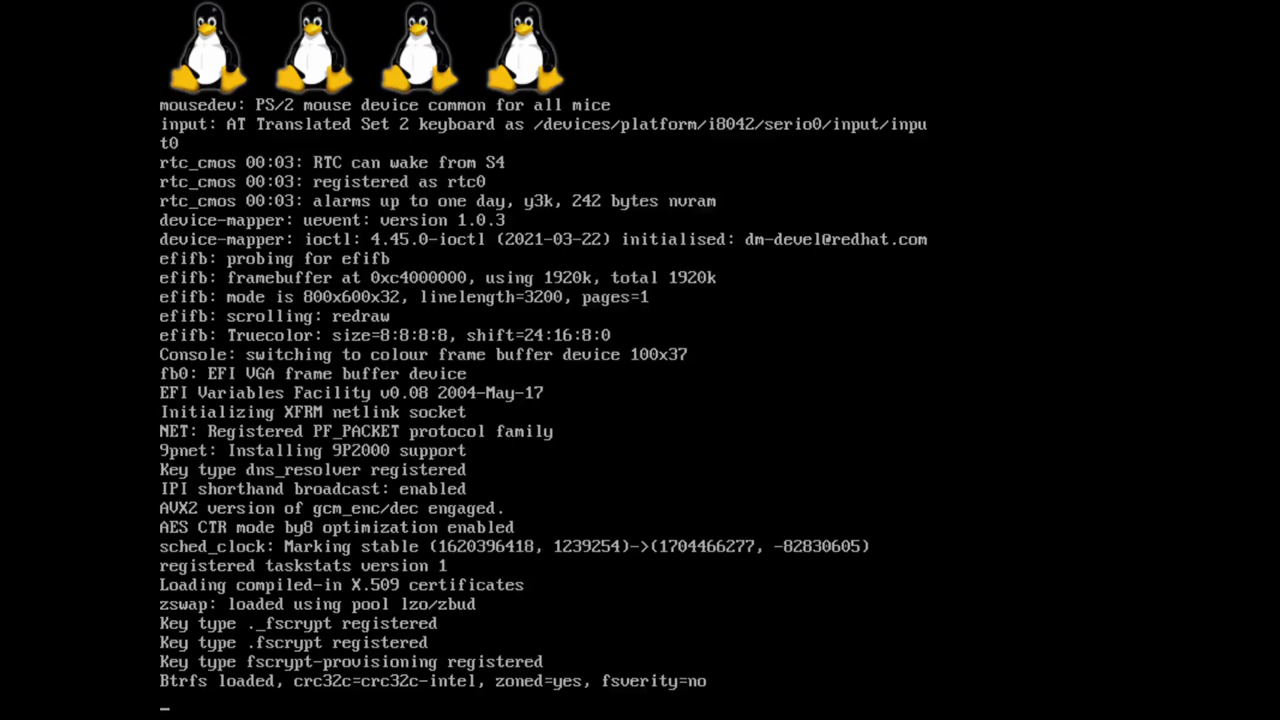 mousedev: PS/2 mouse device common for all mice
input: AT Translated Set 2 keyboard as /devices/platform/i8042/serio0/input/inpu
t0
rtc_cmos 00:03: RTC can wake from S4
rtc_cmos 00:03: registered as rtc0
rtc_cmos 00:03: alarms up to one day, y3k, 242 bytes nvram
device-mapper: uevent: version 1.0.3
device-mapper: ioctl: 4.45.0-ioctl (2021-03-22) initialised: dm-devel@redhat.com
efifb: probing for efifb
efifb: framebuffer at 0xc4000000, using 1920k, total 1920k
efifb: mode is 800x600x32, linelength=3200, pages=1
efifb: scrolling: redraw
efifb: Truecolor: size=8:8:8:8, shift=24:16:8:0
Console: switching to colour frame buffer device 100x37
fb0: EFI VGA frame buffer device
EFI Variables Facility v0.08 2004-May-17
Initializing XFRM netlink socket
NET: Registered PF_PACKET protocol family
9pnet: Installing 9P2000 support
Key type dns_resolver registered
IPI shorthand broadcast: enabled
AVX2 version of gcm_enc/dec engaged.
AES CTR mode by8 optimization enabled
sched_clock: Marking stable (1620396418, 1239254)->(1704466277, -82830605)
registered taskstats version 1
Loading compiled-in X.509 certificates
zswap: loaded using pool lzo/zbud
Key type ._fscrypt registered
Key type .fscrypt registered
Key type fscrypt-provisioning registered
Btrfs loaded, crc32c=crc32c-intel, zoned=yes, fsverity=no
_